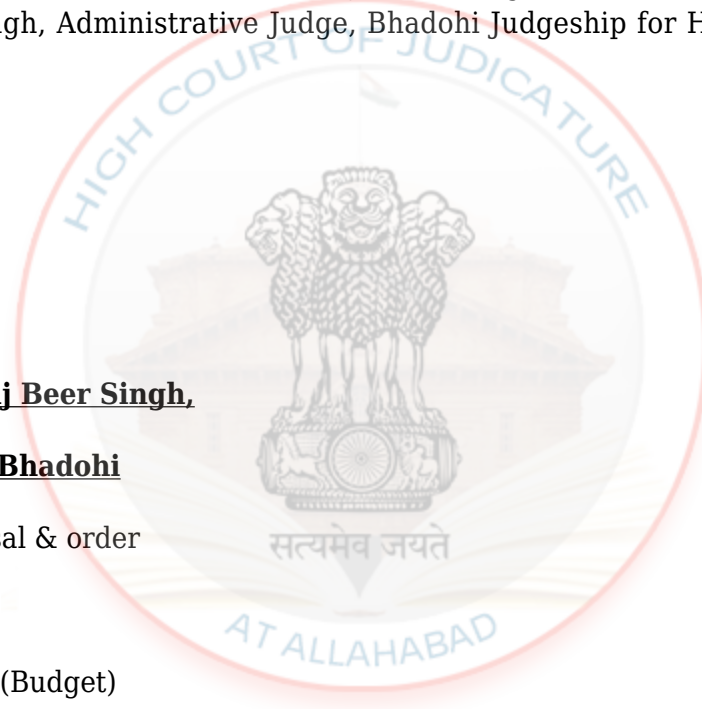 gh, Administrative Judge, Bhadohi Judgeship for H
HIGH COURT OF JUDICATURE
j Beer Singh,
Bhadohi
al & order
सत्यमेव जयते
AT ALLAHABAD
(Budget)